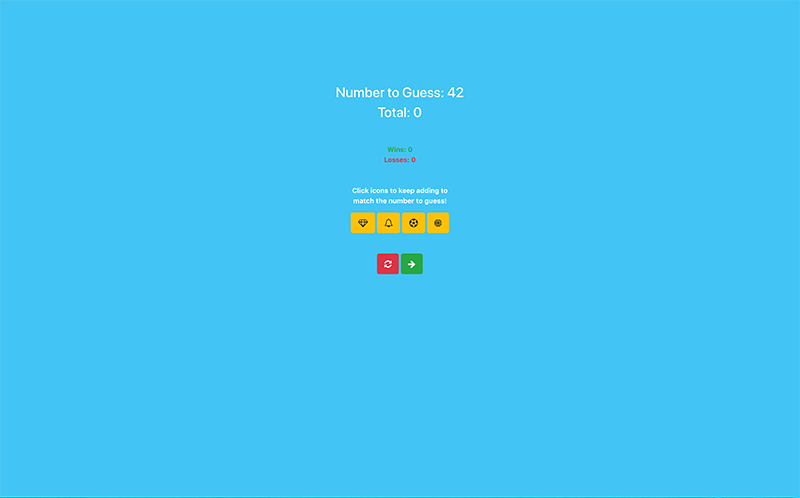 Number to Guess: 42
Total: 0
Wins: 0
Losses: 0
Click icons to keep adding to
match the number to guess!